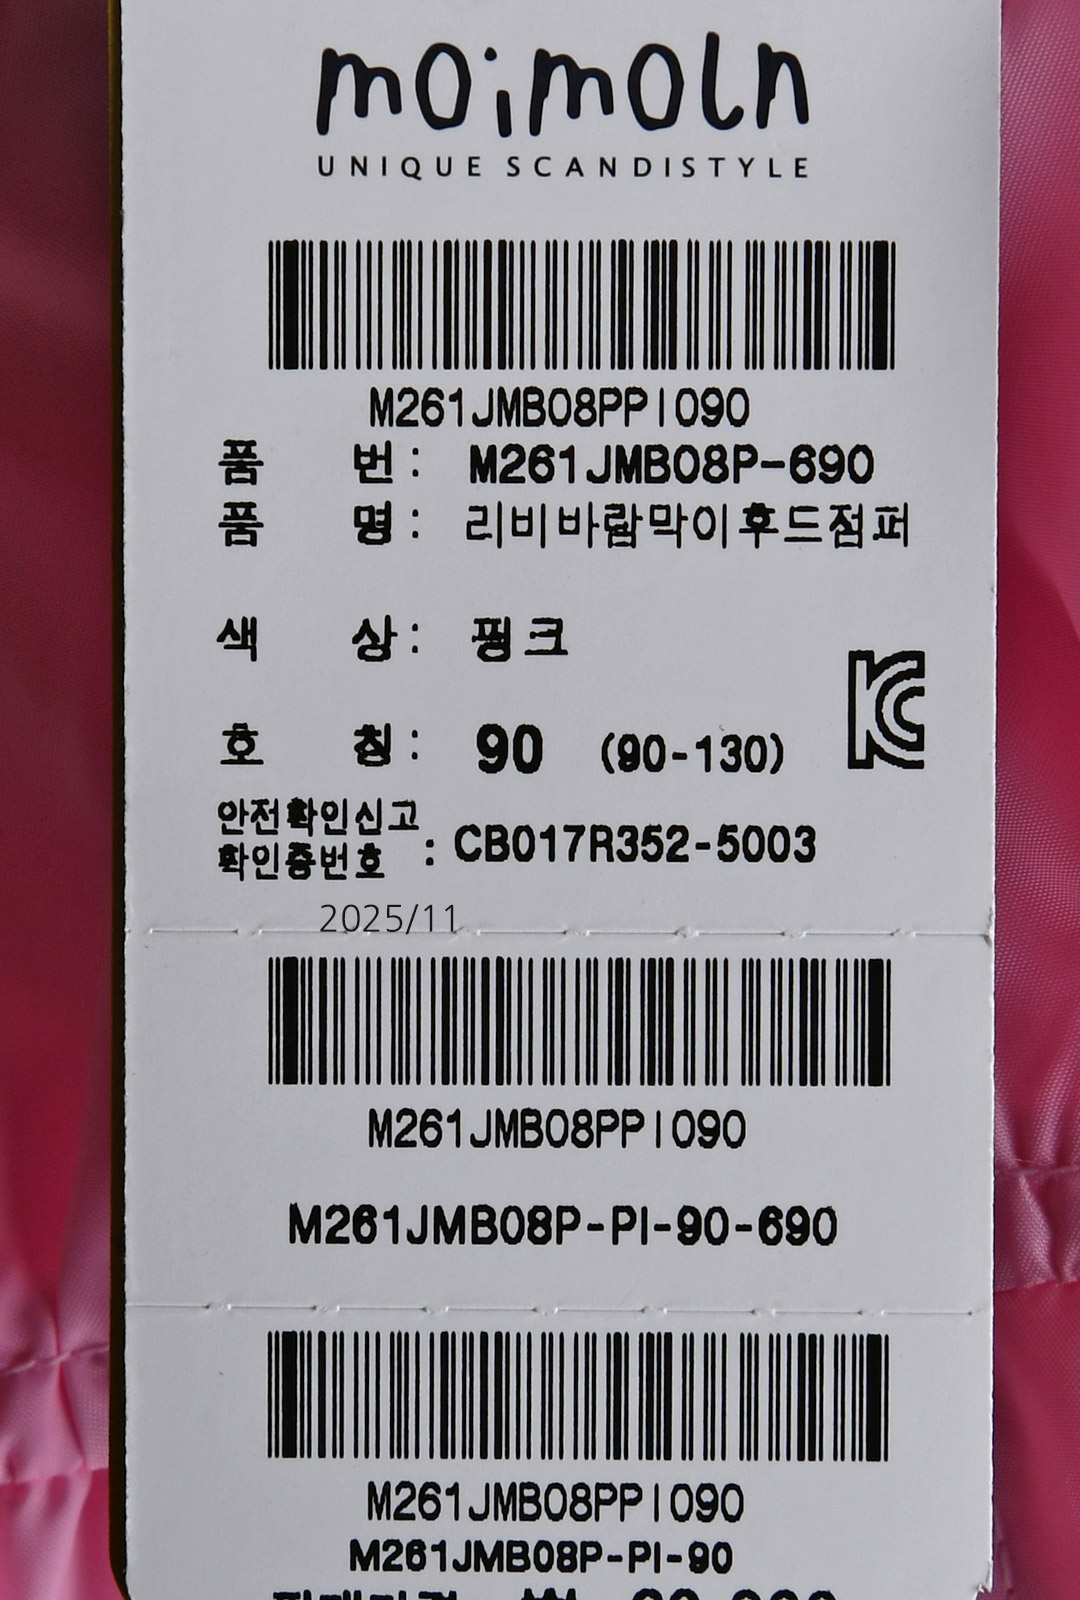 moimoln
UNIQUE SCANDISTYLE
M261JMB08PPI090
품 번: M261JMB08P-690
품 명: 리비바람막이후드점퍼
색 상: 핑크
호 칭: 90 (90-130)
안전확인신고
확인증번호 : CB017R352-5003
2025/11
M261JMB08PPI090
M261JMB08P-PI-90-690
M261JMB08PPI090
M261JMB08P-PI-90